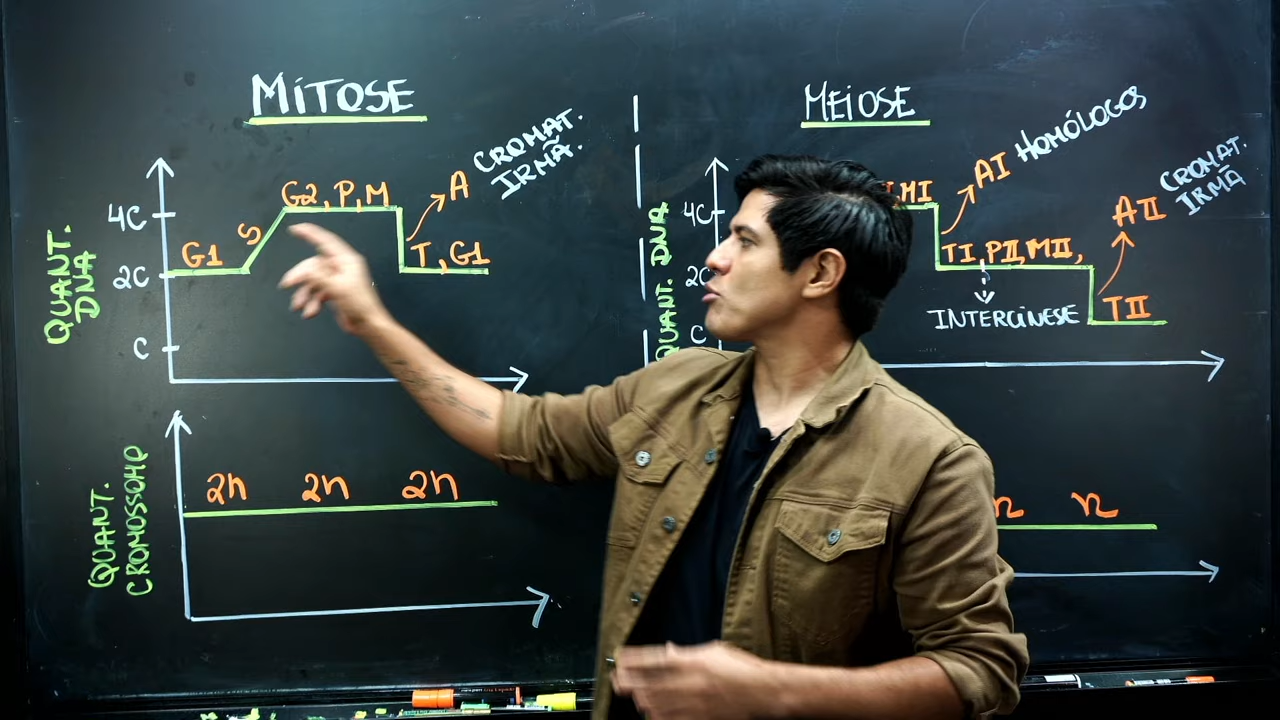 MITOSE
CROMAT.
IRMÃ.
A
G2, P, M
4C
S
G1
T, G1
QUANT.
DNA
2C
C
2n 2n 2n
QUANT.
CROMOSSOMO
MEIOSE
HOMÓLOGOS
AI
CROMAT.
IRMÃ
AII
MI
4C
QUANT. DNA
TI, PII, MII,
INTERCINESE
TII
C
n n